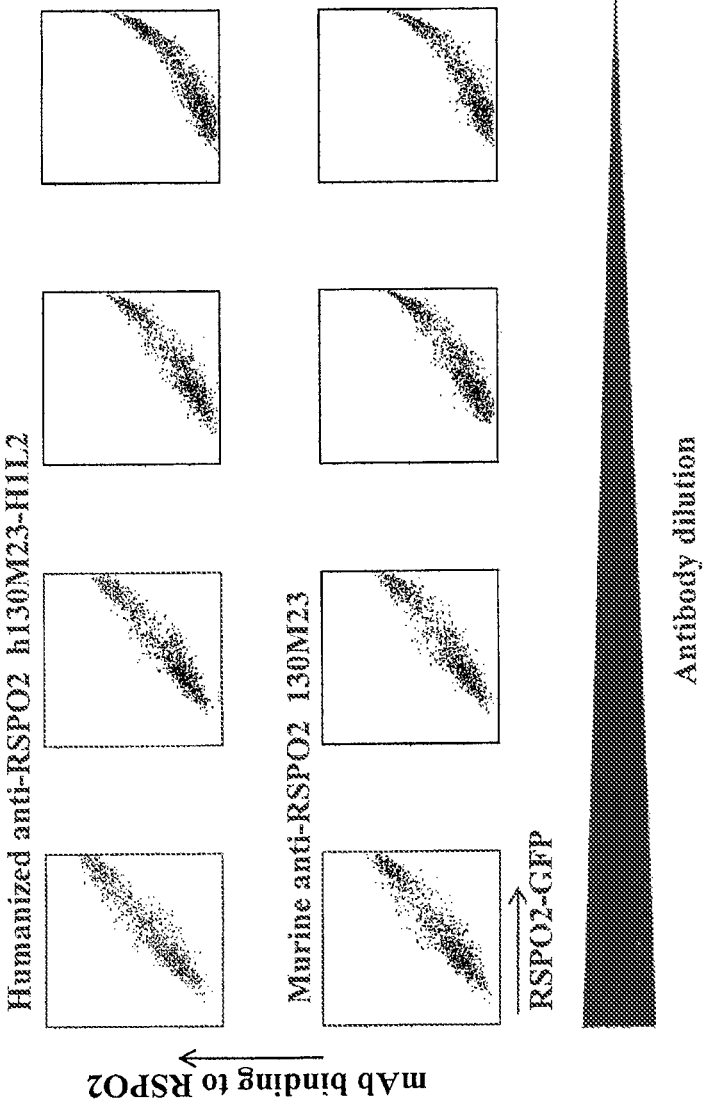 Humanized anti-RSPO2 h130M23-H1L2
Murine anti-RSPO2 130M23
mAb binding to RSPO2
RSPO2-GFP
Antibody dilution